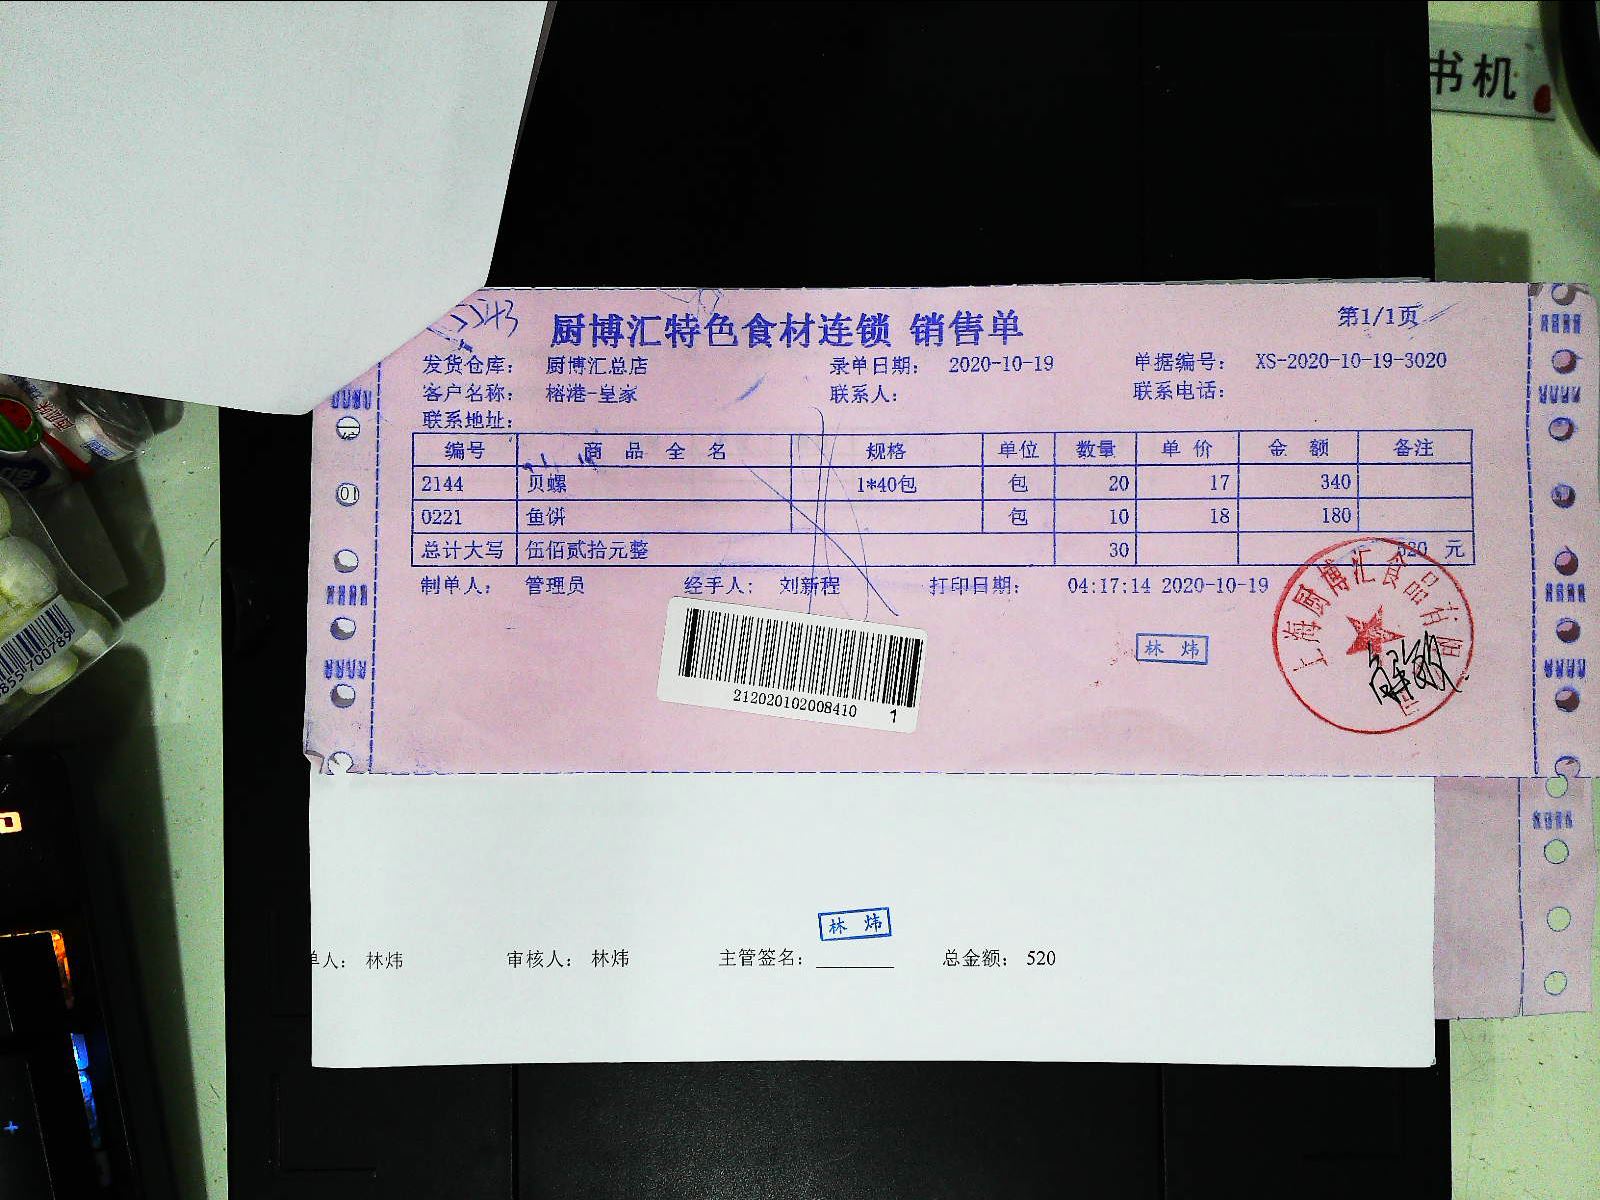 书机
厨博汇特色食材连锁 销售单
第1/1页
发货仓库： 厨博汇总店 录单日期： 2020-10-19 单据编号： XS-2020-10-19-3020
客户名称： 榕港-皇家 联系人： 联系电话：
联系地址：
编号 商品全名 规格 单位 数量 单价 金额 备注
2144 贝螺 1*40包 包 20 17 340
0221 鱼饼 包 10 18 180
总计大写 伍佰贰拾元整 30 520 元
制单人： 管理员 经手人： 刘新程 打印日期： 04:17:14 2020-10-19
上海厨博汇食品有限
林炜
212020102008410 1
林炜
单人： 林炜 审核人： 林炜 主管签名： 总金额： 520